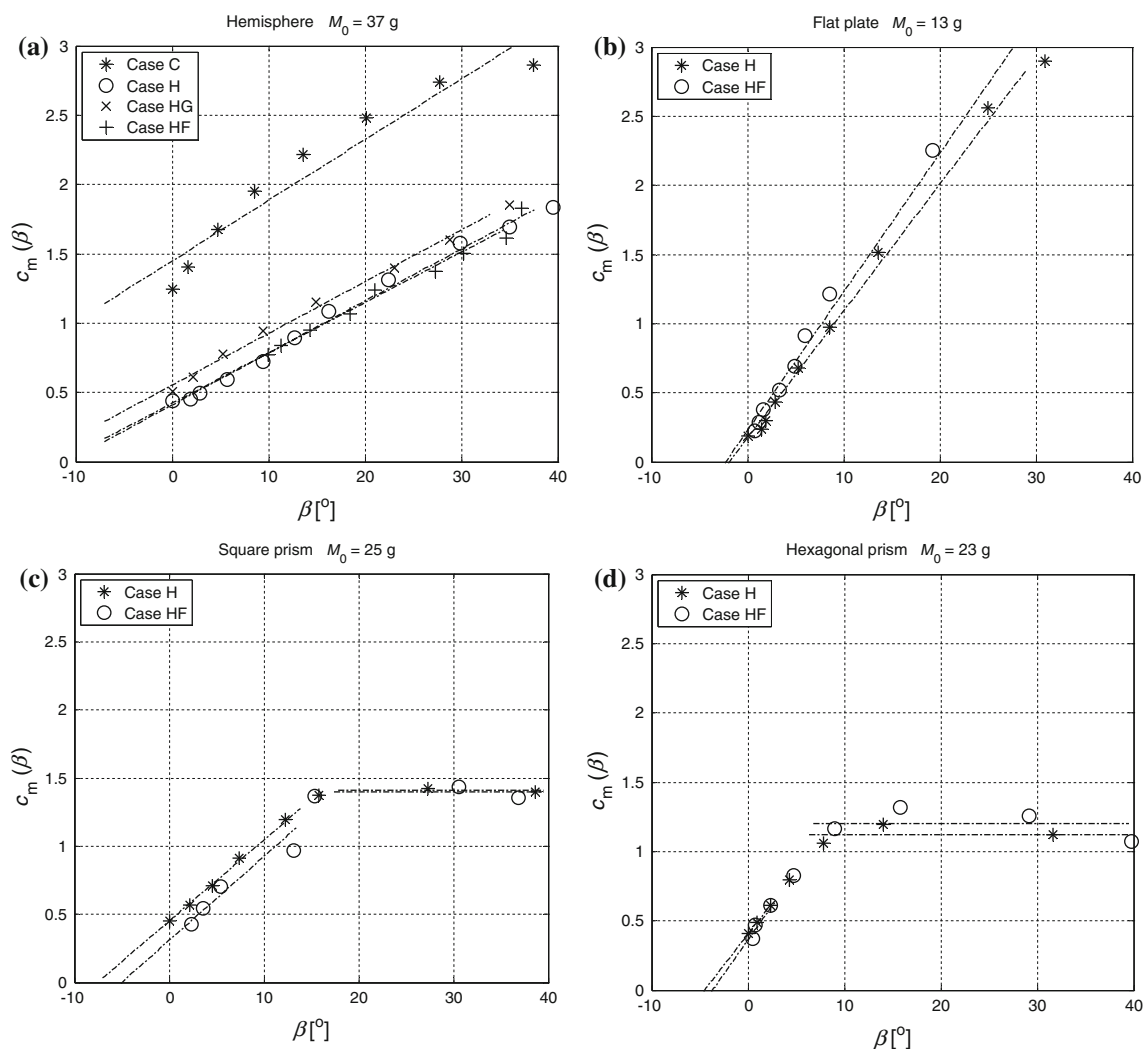 Hemisphere M0 = 37 g
(a)
Case C
Case H
Case HG
Case HF
3
2.5
2
1.5
1
0.5
0
cm (β)
-10 0 10 20 30 40
β[o]
Flat plate M0 = 13 g
(b)
Case H
Case HF
3
2.5
2
1.5
1
0.5
0
cm (β)
-10 0 10 20 30 40
β[o]
Square prism M0 = 25 g
(c)
Case H
Case HF
3
2.5
2
1.5
1
0.5
0
cm (β)
-10 0 10 20 30 40
β[o]
Hexagonal prism M0 = 23 g
(d)
Case H
Case HF
3
2.5
2
1.5
1
0.5
0
cm (β)
-10 0 10 20 30 40
β[o]